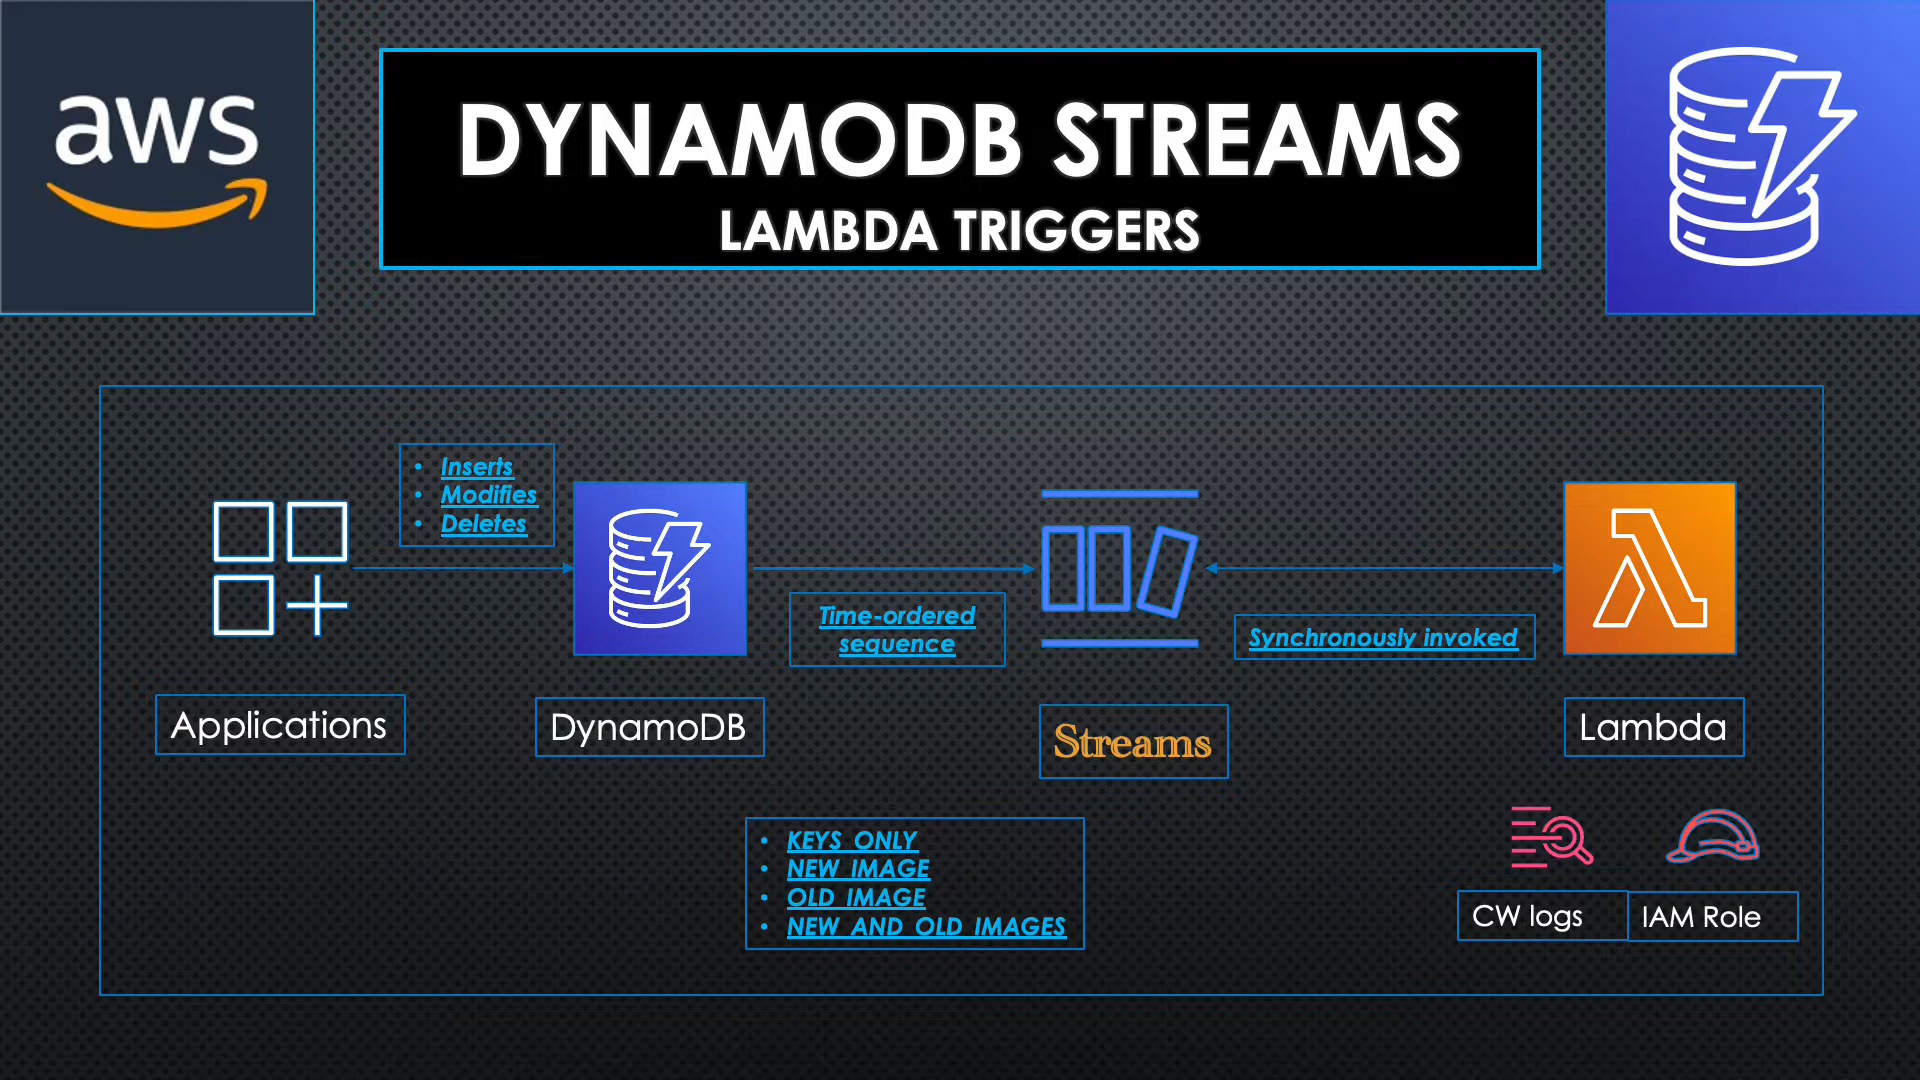 aws
DYNAMODB STREAMS
LAMBDA TRIGGERS
• Inserts
• Modifies
• Deletes
Time-ordered
sequence
Synchronously invoked
Applications
DynamoDB
Streams
Lambda
• KEYS_ONLY
• NEW_IMAGE
• OLD_IMAGE
• NEW_AND_OLD_IMAGES
CW logs
IAM Role